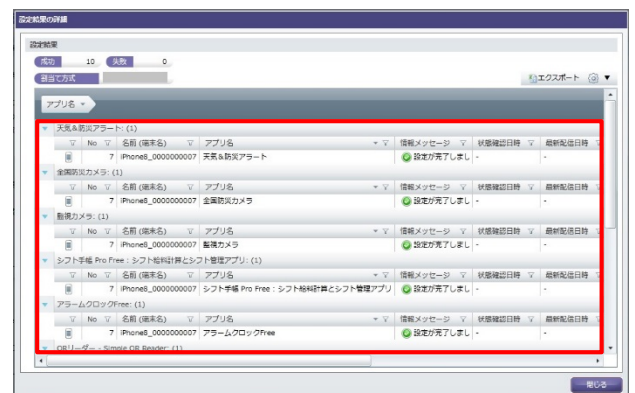 設定結果の詳細
設定結果
成功 10 失敗 0
割当て方式
エクスポート
アプリ名
天気&防災アラート: (1)
No 名前 (端末名) アプリ名 情報メッセージ 状態確認日時 最新配信日時
7 iPhone8_0000000007 天気&防災アラート 設定が完了しまし - -
全国防災カメラ: (1)
No 名前 (端末名) アプリ名 情報メッセージ 状態確認日時 最新配信日時
7 iPhone8_0000000007 全国防災カメラ 設定が完了しまし - -
監視カメラ: (1)
No 名前 (端末名) アプリ名 情報メッセージ 状態確認日時 最新配信日時
7 iPhone8_0000000007 監視カメラ 設定が完了しまし - -
シフト手帳 Pro Free : シフト給料計算とシフト管理アプリ: (1)
No 名前 (端末名) アプリ名 情報メッセージ 状態確認日時 最新配信日時
7 iPhone8_0000000007 シフト手帳 Pro Free : シフト給料計算とシフト管理アプリ 設定が完了しまし - -
アラームクロックFree: (1)
No 名前 (端末名) アプリ名 情報メッセージ 状態確認日時 最新配信日時
7 iPhone8_0000000007 アラームクロックFree 設定が完了しまし - -
QRリーダー - Simple QR Reader: (1)
閉じる